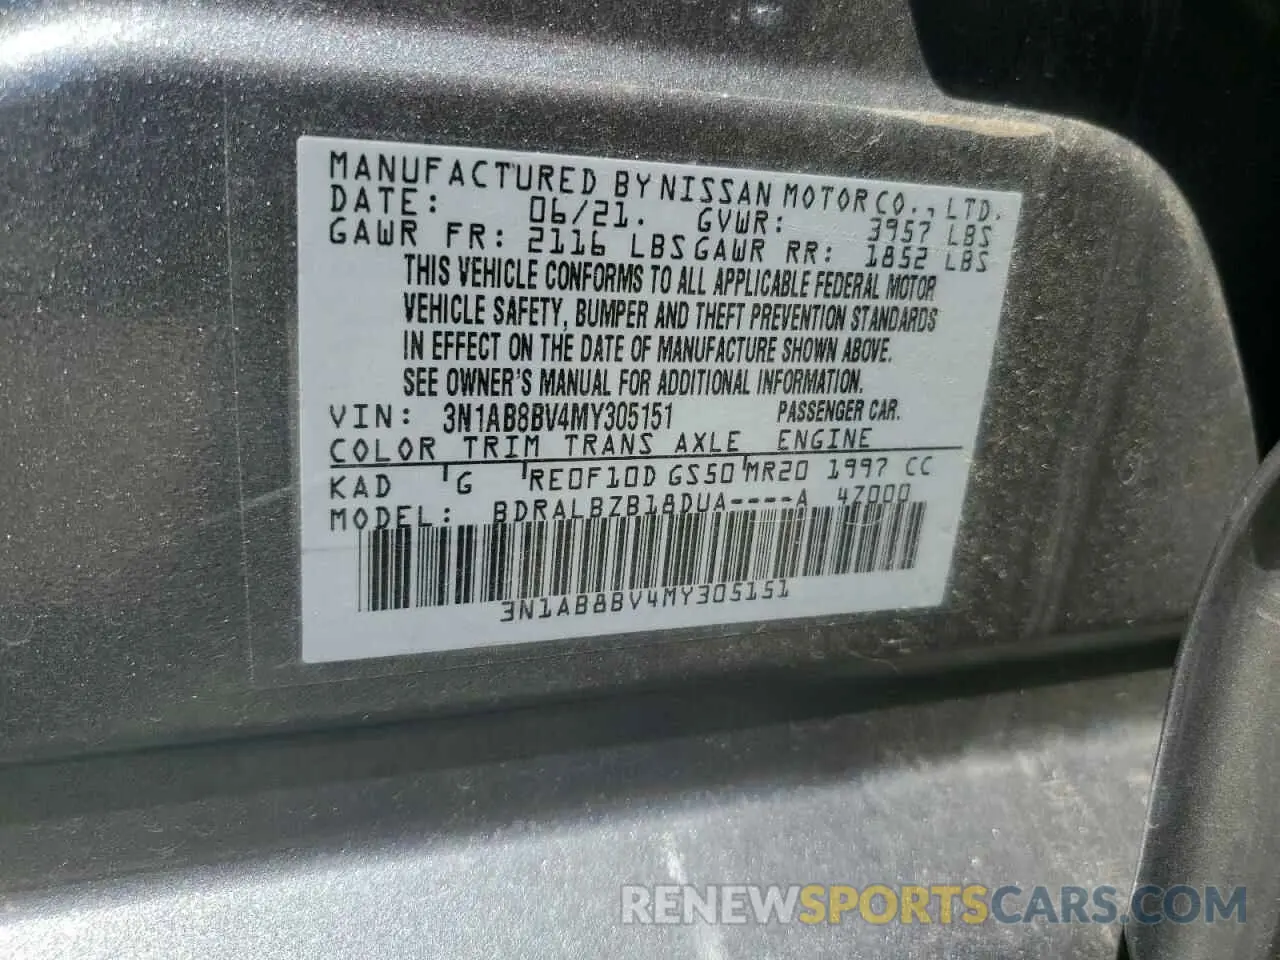 MANUFACTURED BY NISSAN MOTOR CO., LTD.
DATE: 06/21. GVWR: 3957 LBS
GAWR FR: 2116 LBS GAWR RR: 1852 LBS
THIS VEHICLE CONFORMS TO ALL APPLICABLE FEDERAL MOTOR
VEHICLE SAFETY, BUMPER AND THEFT PREVENTION STANDARDS
IN EFFECT ON THE DATE OF MANUFACTURE SHOWN ABOVE.
SEE OWNER'S MANUAL FOR ADDITIONAL INFORMATION.
VIN: 3N1AB8BV4MY305151 PASSENGER CAR.
COLOR TRIM TRANS AXLE ENGINE
KAD G RE0F10D GS50 MR20 1997 CC
MODEL: BDRALBZB18DUA----A 4Z000
3N1AB8BV4MY305151
RENEWSPORTSCARS.COM